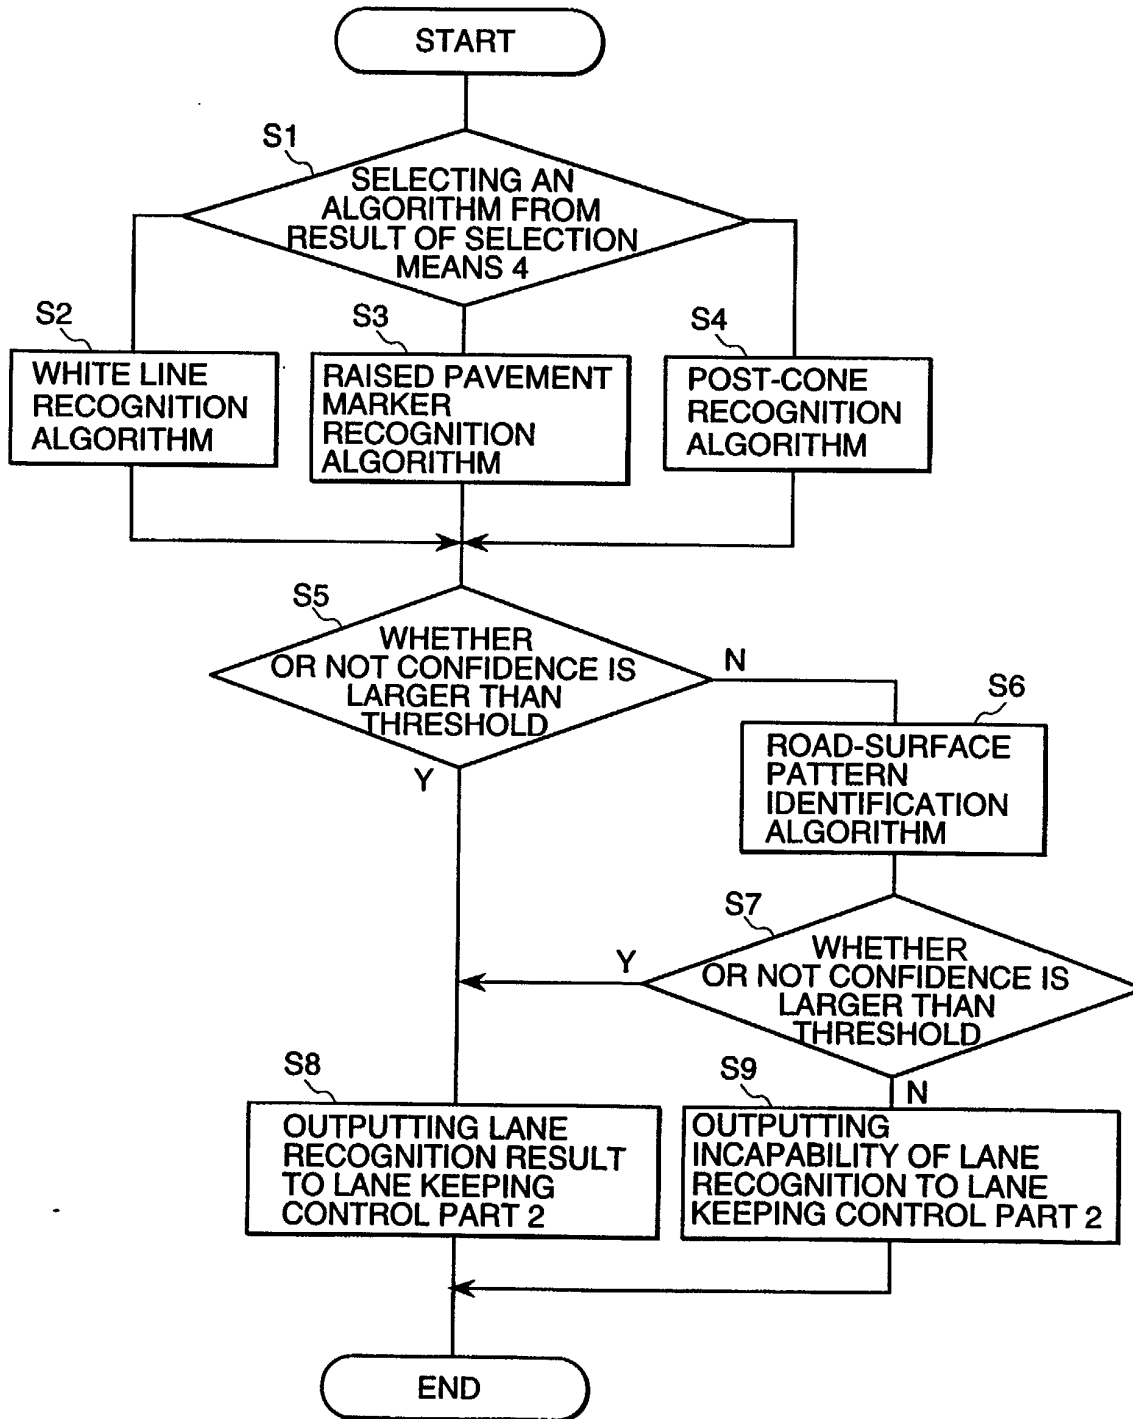 START
S1
SELECTING AN
ALGORITHM FROM
RESULT OF SELECTION
MEANS 4
S2
WHITE LINE
RECOGNITION
ALGORITHM
S3
RAISED PAVEMENT
MARKER
RECOGNITION
ALGORITHM
S4
POST-CONE
RECOGNITION
ALGORITHM
S5
WHETHER
OR NOT CONFIDENCE IS
LARGER THAN
THRESHOLD
N
Y
S6
ROAD-SURFACE
PATTERN
IDENTIFICATION
ALGORITHM
S7
WHETHER
OR NOT CONFIDENCE IS
LARGER THAN
THRESHOLD
Y
N
S8
OUTPUTTING LANE
RECOGNITION RESULT
TO LANE KEEPING
CONTROL PART 2
S9
OUTPUTTING
INCAPABILITY OF LANE
RECOGNITION TO LANE
KEEPING CONTROL PART 2
END